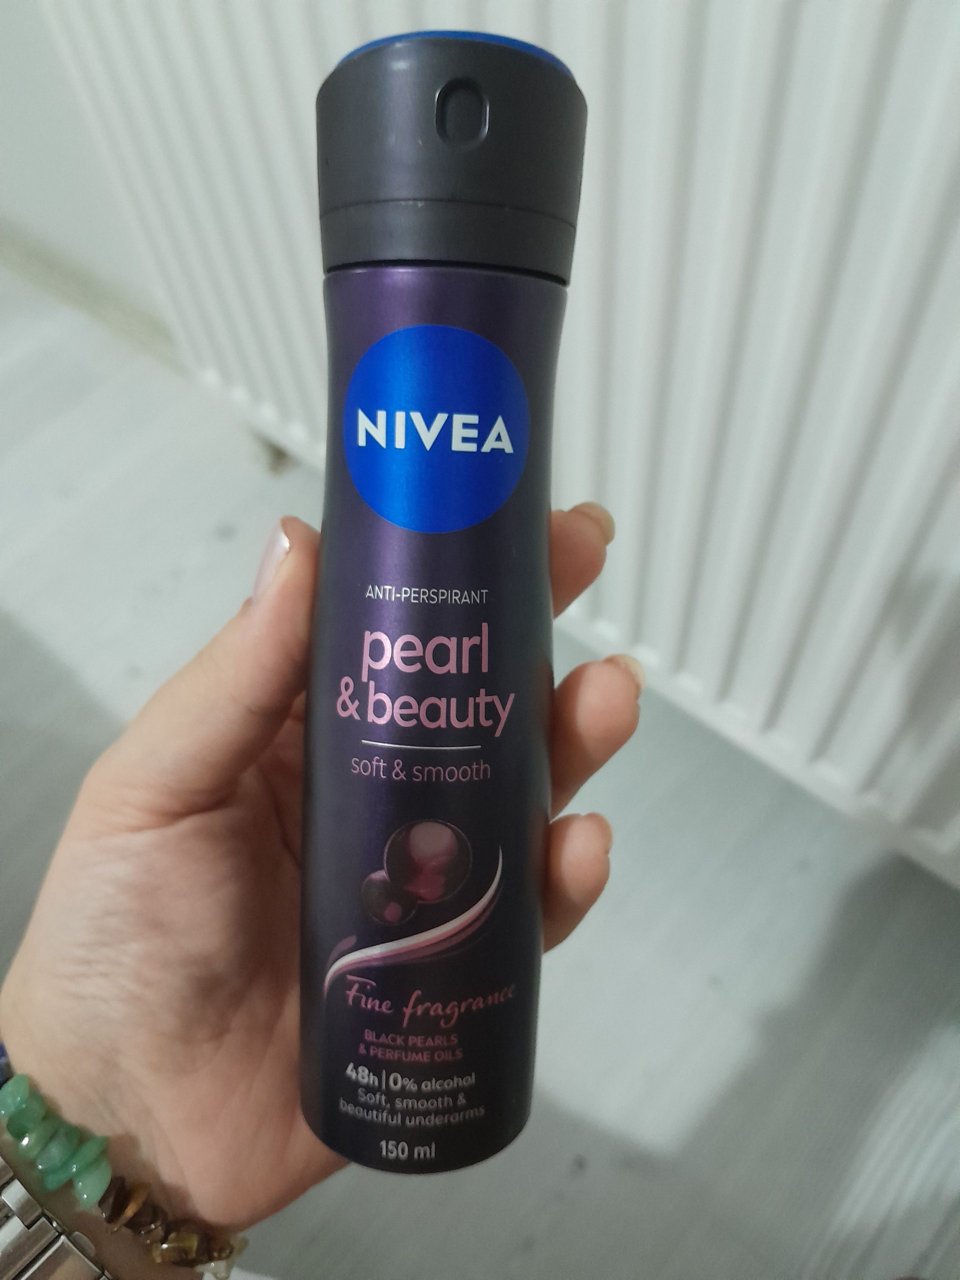 NIVEA
ANTI-PERSPIRANT
pearl
& beauty
soft & smooth
Fine fragrance
BLACK PEARLS
& PERFUME OILS
48h | 0% alcohol
Soft, smooth &
beautiful underarms
150 ml